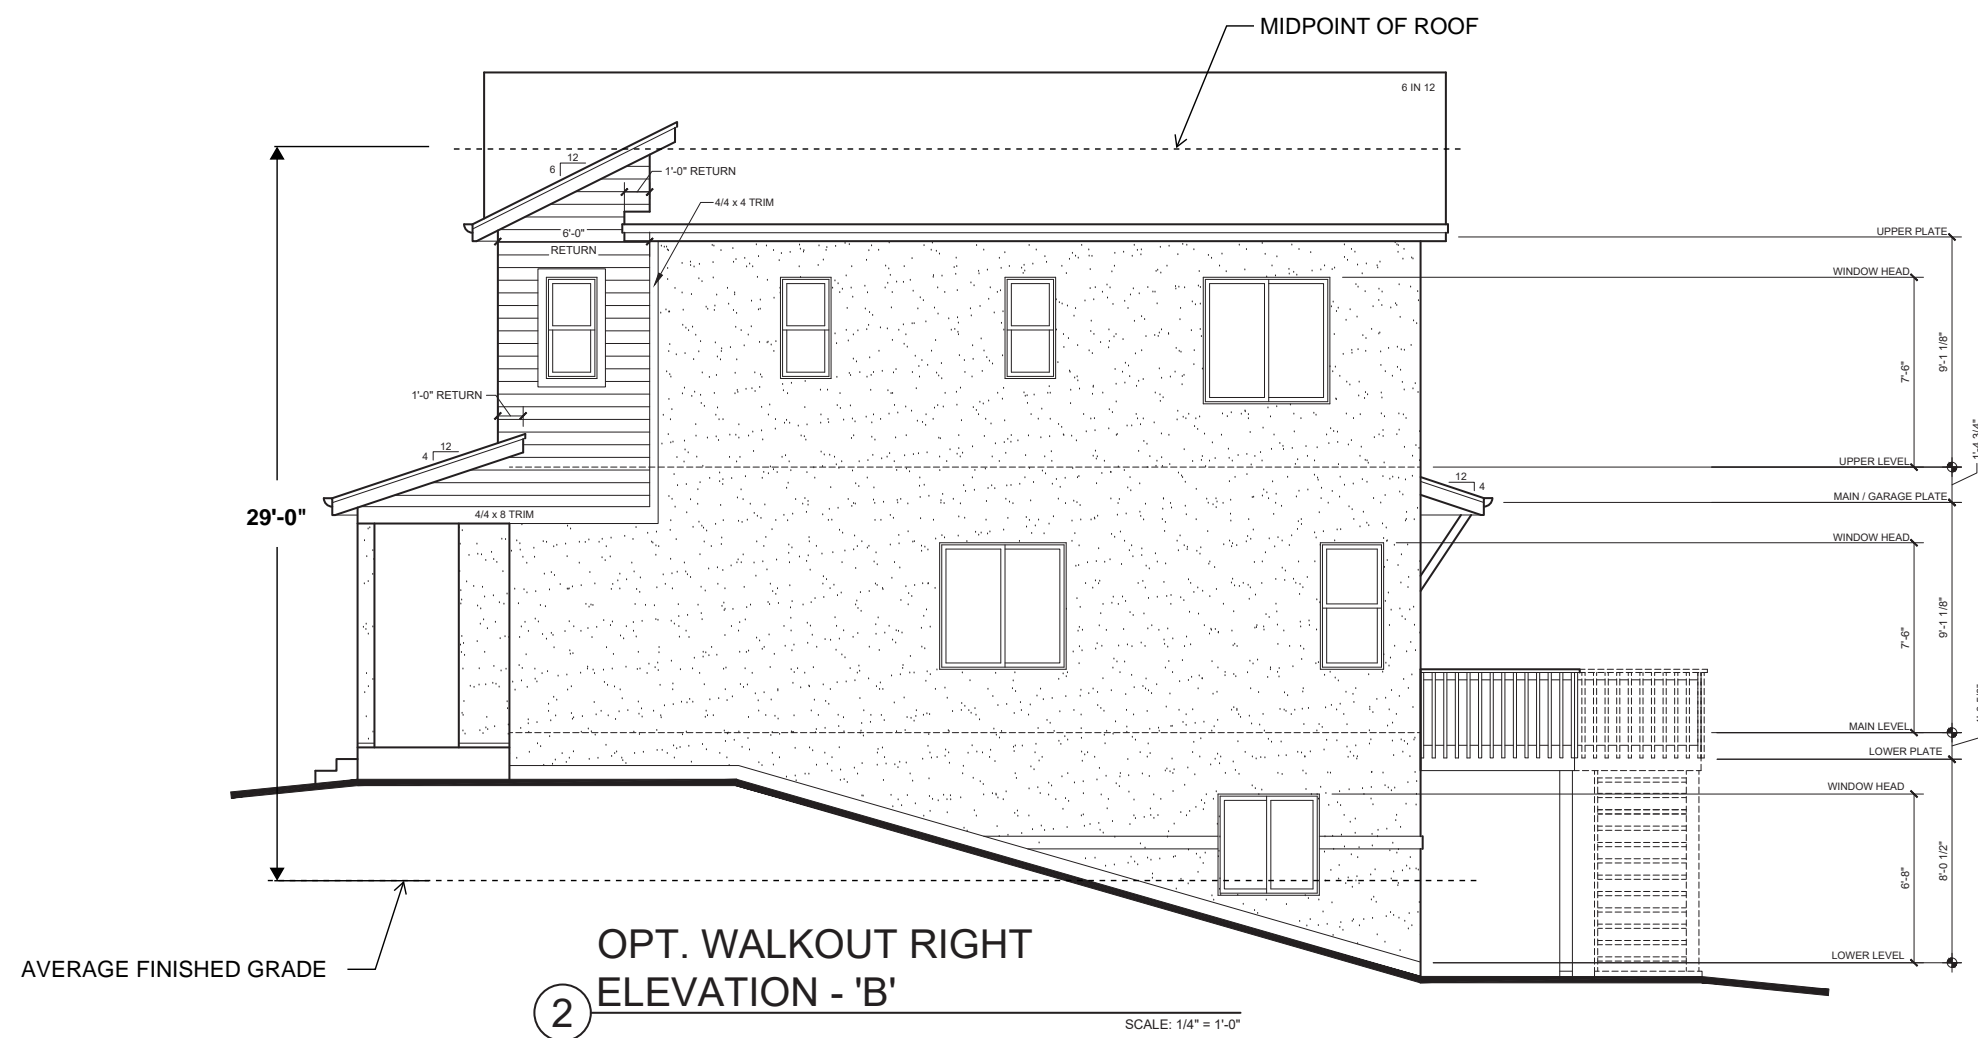 MIDPOINT OF ROOF
6 IN 12
12
6
1'-0" RETURN
4/4 x 4 TRIM
6'-0"
RETURN
UPPER PLATE
WINDOW HEAD
7'-6"
9'-1 1/8"
1'-0" RETURN
12
4
1'-4 3/4"
UPPER LEVEL
12
4
MAIN / GARAGE PLATE
29'-0"
4/4 x 8 TRIM
WINDOW HEAD
7'-6"
9'-1 1/8"
MAIN LEVEL
LOWER PLATE
WINDOW HEAD
6'-8"
8'-0 1/2"
LOWER LEVEL
AVERAGE FINISHED GRADE
OPT. WALKOUT RIGHT
ELEVATION - 'B'
2
SCALE: 1/4" = 1'-0"